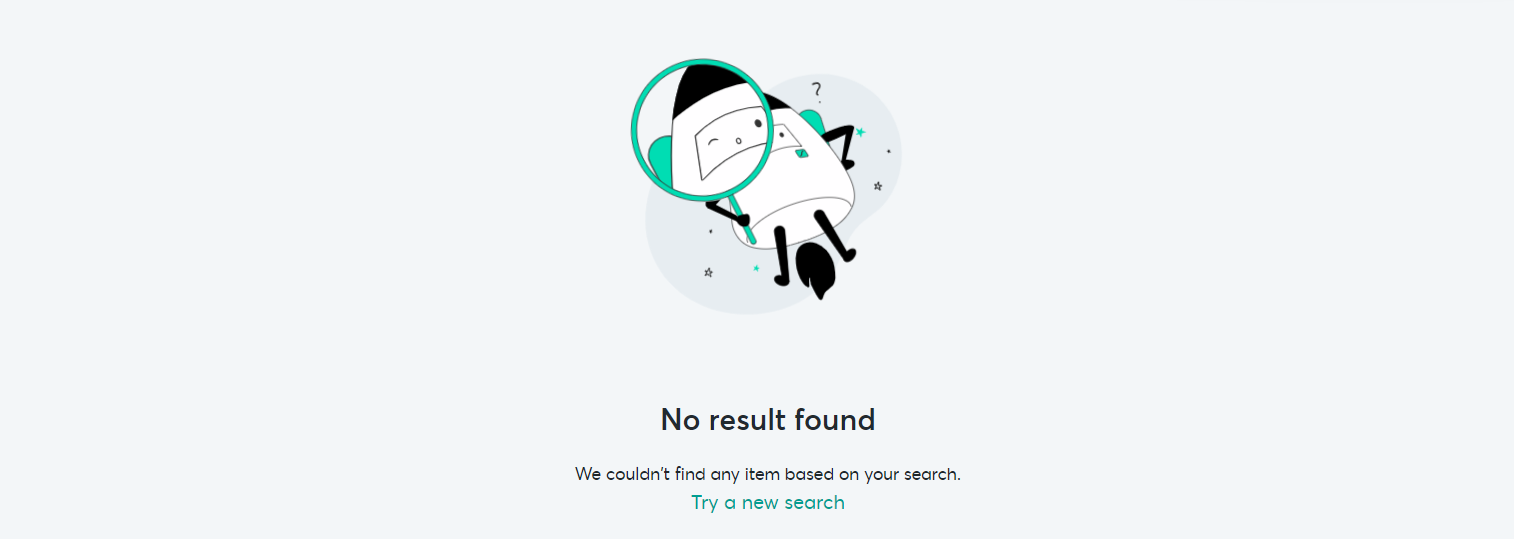 ?
No result found
We couldn't find any item based on your search.
Try a new search